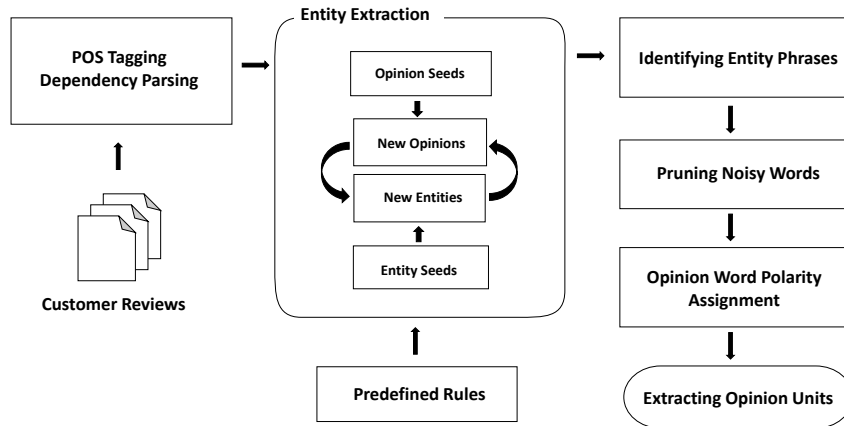 Entity Extraction
POS Tagging
Dependency Parsing
Opinion Seeds
New Opinions
New Entities
Entity Seeds
Customer Reviews
Predefined Rules
Identifying Entity Phrases
Pruning Noisy Words
Opinion Word Polarity
Assignment
Extracting Opinion Units